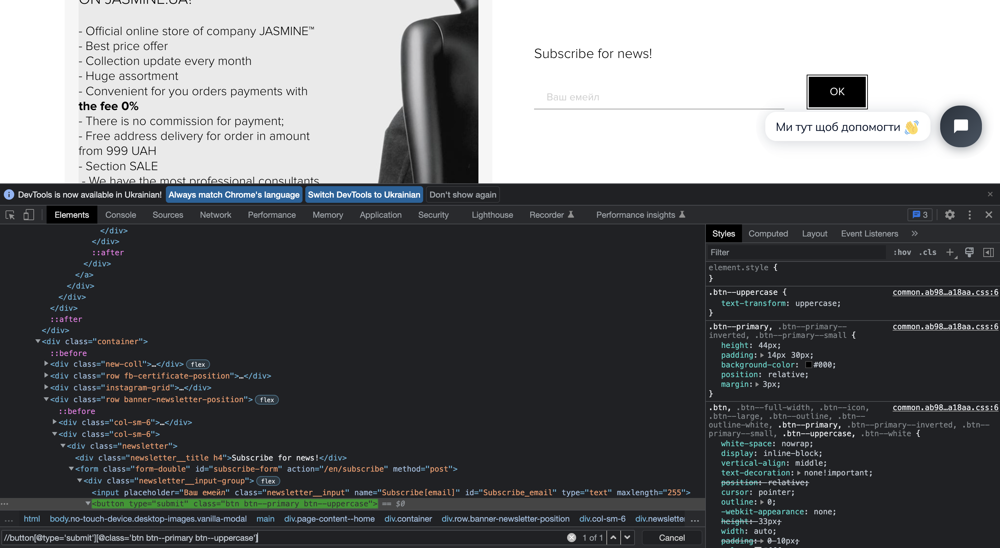 ON JASMINE.UA!
- Official online store of company JASMINE™
- Best price offer
- Collection update every month
- Huge assortment
- Convenient for you orders payments with
the fee 0%
- There is no commission for payment;
- Free address delivery for order in amount
from 999 UAH
- Section SALE
- We have the most professional consultants
Subscribe for news!
Ваш емейл
OK
Ми тут щоб допомогти 👋
DevTools is now available in Ukrainian! Always match Chrome's language Switch DevTools to Ukrainian Don't show again
Elements Console Sources Network Performance Memory Application Security Lighthouse Recorder Performance insights 3
</div>
</div>
::after
</div>
</a>
</div>
</div>
</div>
::after
</div>
<div class="container">
::before
<div class="new-coll">…</div> flex
<div class="row fb-certificate-position">…</div>
<div class="instagram-grid">…</div>
<div class="row banner-newsletter-position"> flex
::before
<div class="col-sm-6">…</div>
<div class="col-sm-6">
<div class="newsletter">
<div class="newsletter__title h4">Subscribe for news!</div>
<form class="form-double" id="subscribe-form" action="/en/subscribe" method="post">
<div class="newsletter__input-group"> flex
<input placeholder="Ваш емейл" class="newsletter__input" name="Subscribe[email]" id="Subscribe_email" type="text" maxlength="255">
<button type="submit" class="btn btn--primary btn--uppercase"> == $0
... html body.no-touch-device.desktop-images.vanilla-modal main div.page-content--home div.container div.row.banner-newsletter-position div.col-sm-6 div.newsletter ...
//button[@type='submit'][@class='btn btn--primary btn--uppercase'] 1 of 1 Cancel
Styles Computed Layout Event Listeners »
Filter :hov .cls +
element.style {
}
.btn--uppercase { common.ab98…a18aa.css:6
text-transform: uppercase;
}
.btn--primary, .btn--primary-- common.ab98…a18aa.css:6
inverted, .btn--primary--small {
height: 44px;
padding: 14px 30px;
background-color: #000;
position: relative;
margin: 3px;
}
.btn, .btn--full-width, .btn--icon, common.ab98…a18aa.css:6
.btn--large, .btn--outline, .btn--
outline-white, .btn--primary, .btn--primary--inverted, .btn--
primary--small, .btn--uppercase, .btn--white {
white-space: nowrap;
display: inline-block;
vertical-align: middle;
text-decoration: none!important;
position: relative;
cursor: pointer;
outline: 0;
-webkit-appearance: none;
height: 33px;
width: auto;
padding: 0 10px;